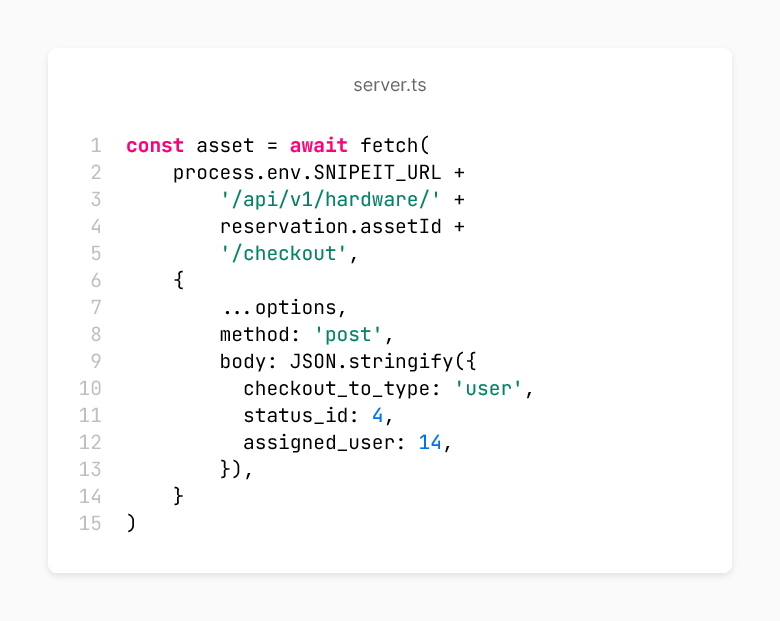 server.ts
1 const asset = await fetch(
2     process.env.SNIPEIT_URL +
3         '/api/v1/hardware/' +
4         reservation.assetId +
5         '/checkout',
6     {
7         ...options,
8         method: 'post',
9         body: JSON.stringify({
10           checkout_to_type: 'user',
11           status_id: 4,
12           assigned_user: 14,
13         }),
14     }
15 )